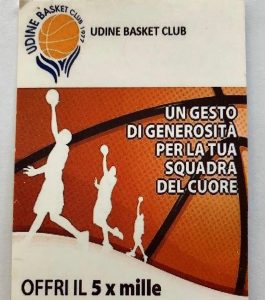 UDINE BASKET CLUB 1977
UDINE BASKET CLUB
UN GESTO
DI GENEROSITÀ
PER LA TUA
SQUADRA
DEL CUORE
OFFRI IL 5 x mille